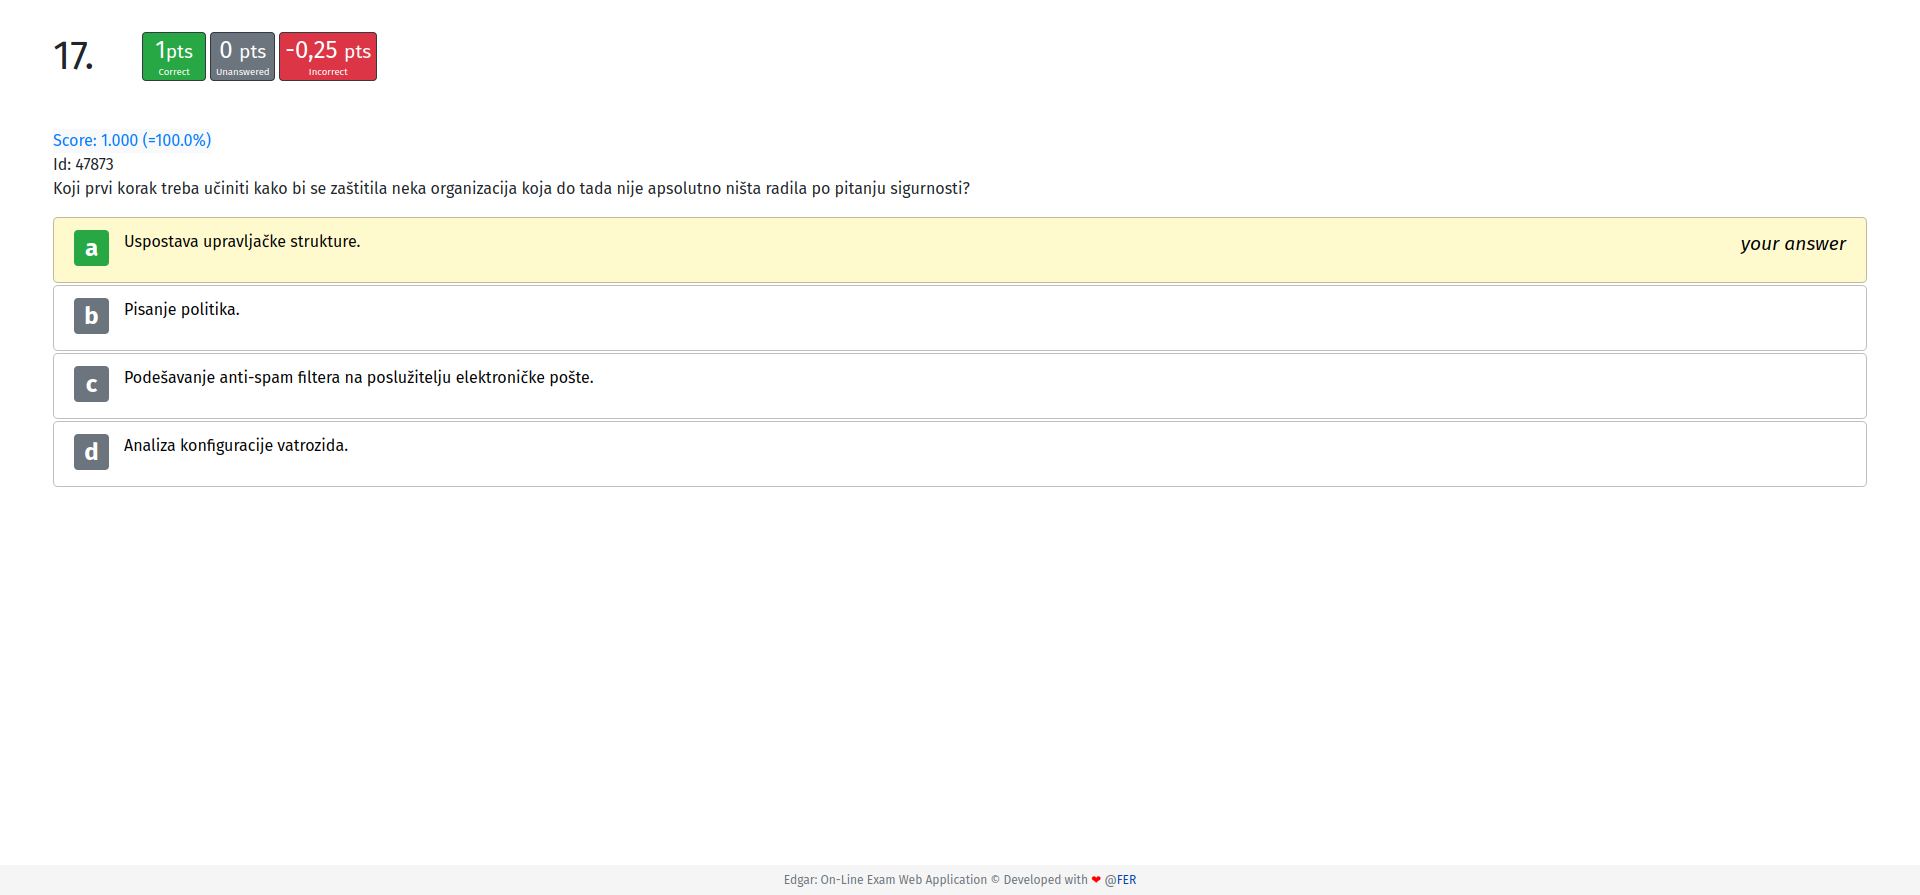 17.
1pts
Correct
0 pts
Unanswered
-0,25 pts
Incorrect
Score: 1.000 (=100.0%)
Id: 47873
Koji prvi korak treba učiniti kako bi se zaštitila neka organizacija koja do tada nije apsolutno ništa radila po pitanju sigurnosti?
a Uspostava upravljačke strukture. your answer
b Pisanje politika.
c Podešavanje anti-spam filtera na poslužitelju elektroničke pošte.
d Analiza konfiguracije vatrozida.
Edgar: On-Line Exam Web Application © Developed with ❤ @FER